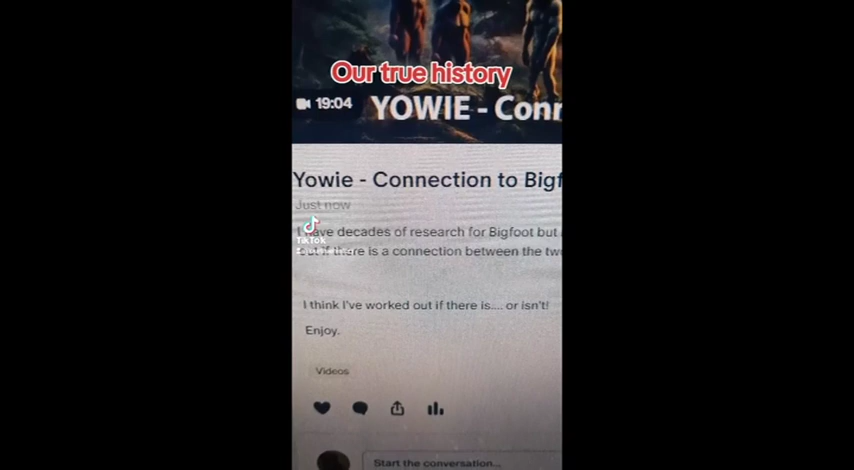 Our true history
19:04
YOWIE - Conn
Yowie - Connection to Bigf
Just now
I have decades of research for Bigfoot but
out if there is a connection between the two
TikTok
I think I've worked out if there is.... or isn't!
Enjoy.
Videos
Start the conversation...